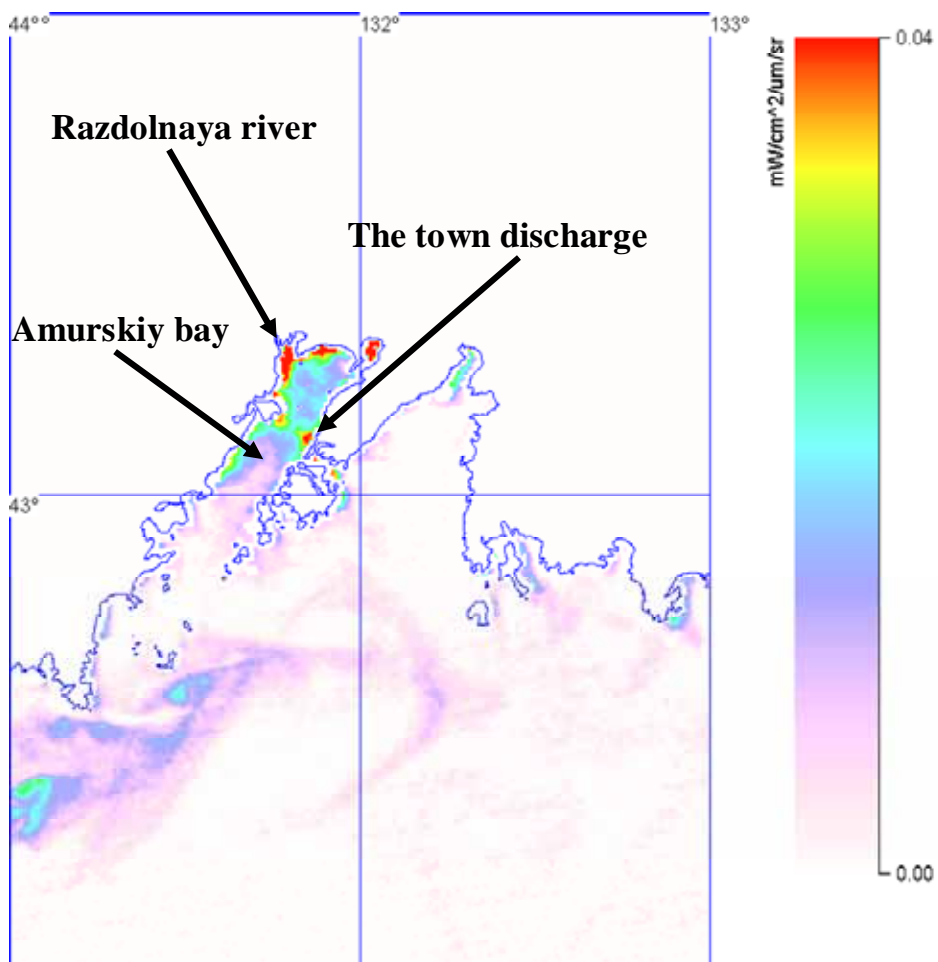 44°°
132°
133°
0.04
mW/cm^2/um/sr
Razdolnaya river
The town discharge
Amurskiy bay
43°
0.00